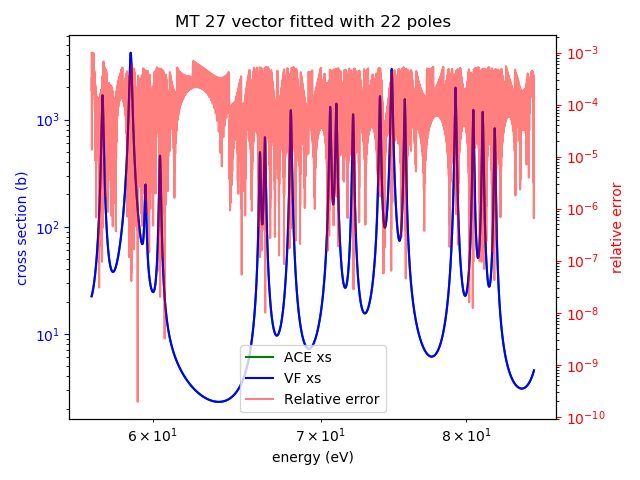 MT 27 vector fitted with 22 poles
cross section (b)
10³
10²
10¹
10⁻³
10⁻⁴
10⁻⁵
10⁻⁶
10⁻⁷
10⁻⁸
10⁻⁹
10⁻¹⁰
relative error
ACE xs
VF xs
Relative error
6 × 10¹ 7 × 10¹ 8 × 10¹
energy (eV)